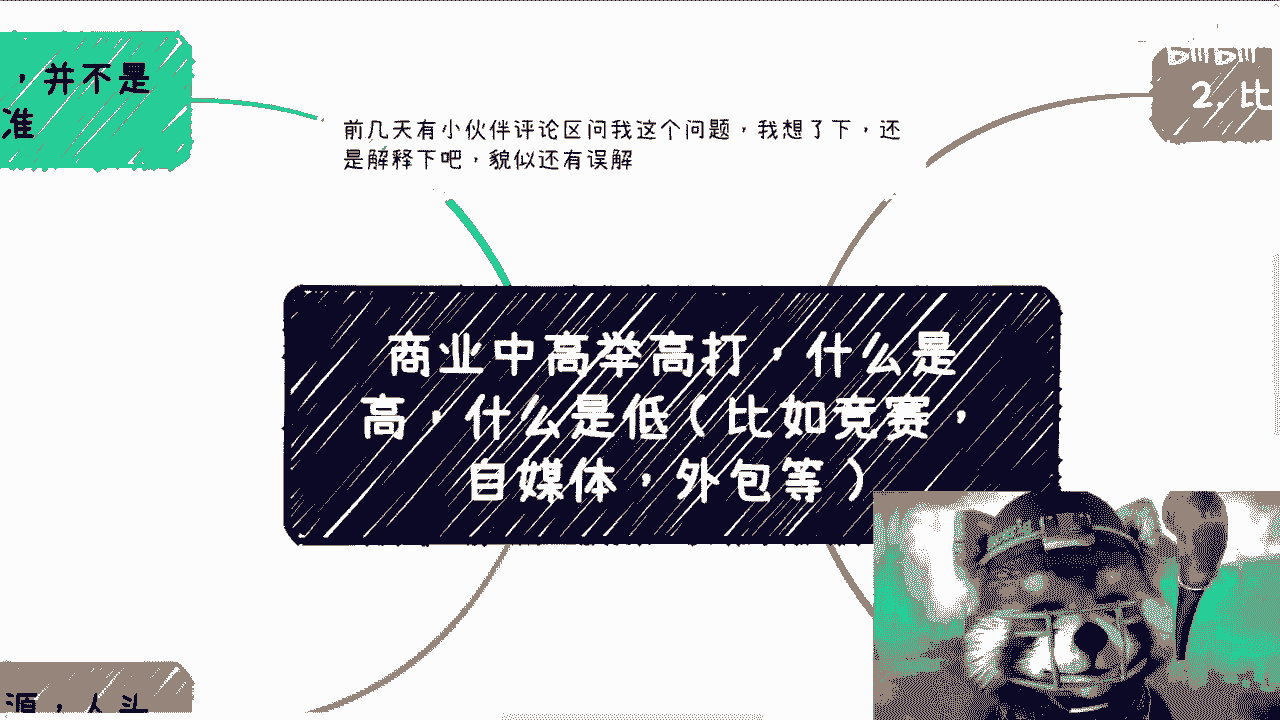 ，并不是
准
前几天有小伙伴评论区问我这个问题，我想了下，还
是解释下吧，貌似还有误解
bilibili
2，比
商业中高举高打，什么是
高，什么是低（比如竞赛，
自媒体，外包等）
源，人头